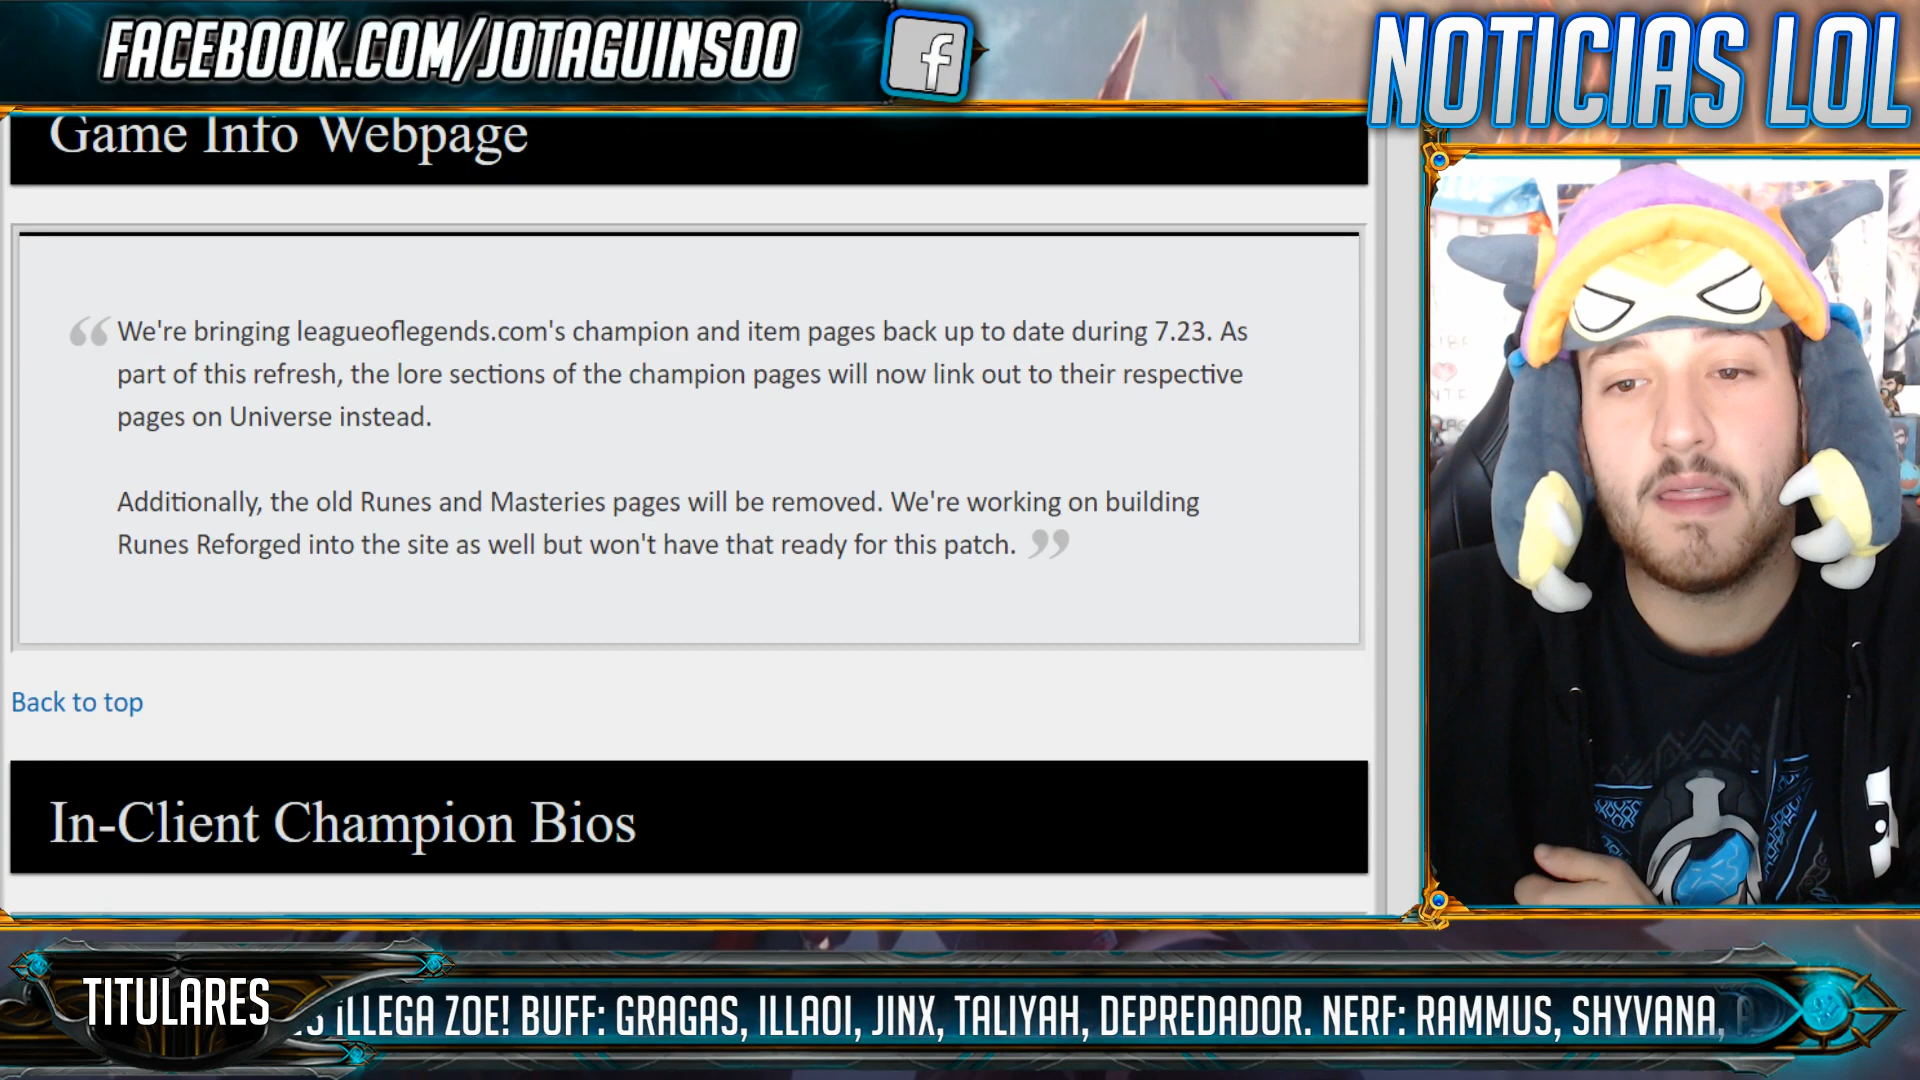 FACEBOOK.COM/JOTAGUINSOO
f
NOTICIAS LOL
Game Info Webpage
“ We're bringing leagueoflegends.com's champion and item pages back up to date during 7.23. As
part of this refresh, the lore sections of the champion pages will now link out to their respective
pages on Universe instead.
Additionally, the old Runes and Masteries pages will be removed. We're working on building
Runes Reforged into the site as well but won't have that ready for this patch. ”
Back to top
In-Client Champion Bios
TITULARES
¡LLEGA ZOE! BUFF: GRAGAS, ILLAOI, JINX, TALIYAH, DEPREDADOR. NERF: RAMMUS, SHYVANA,